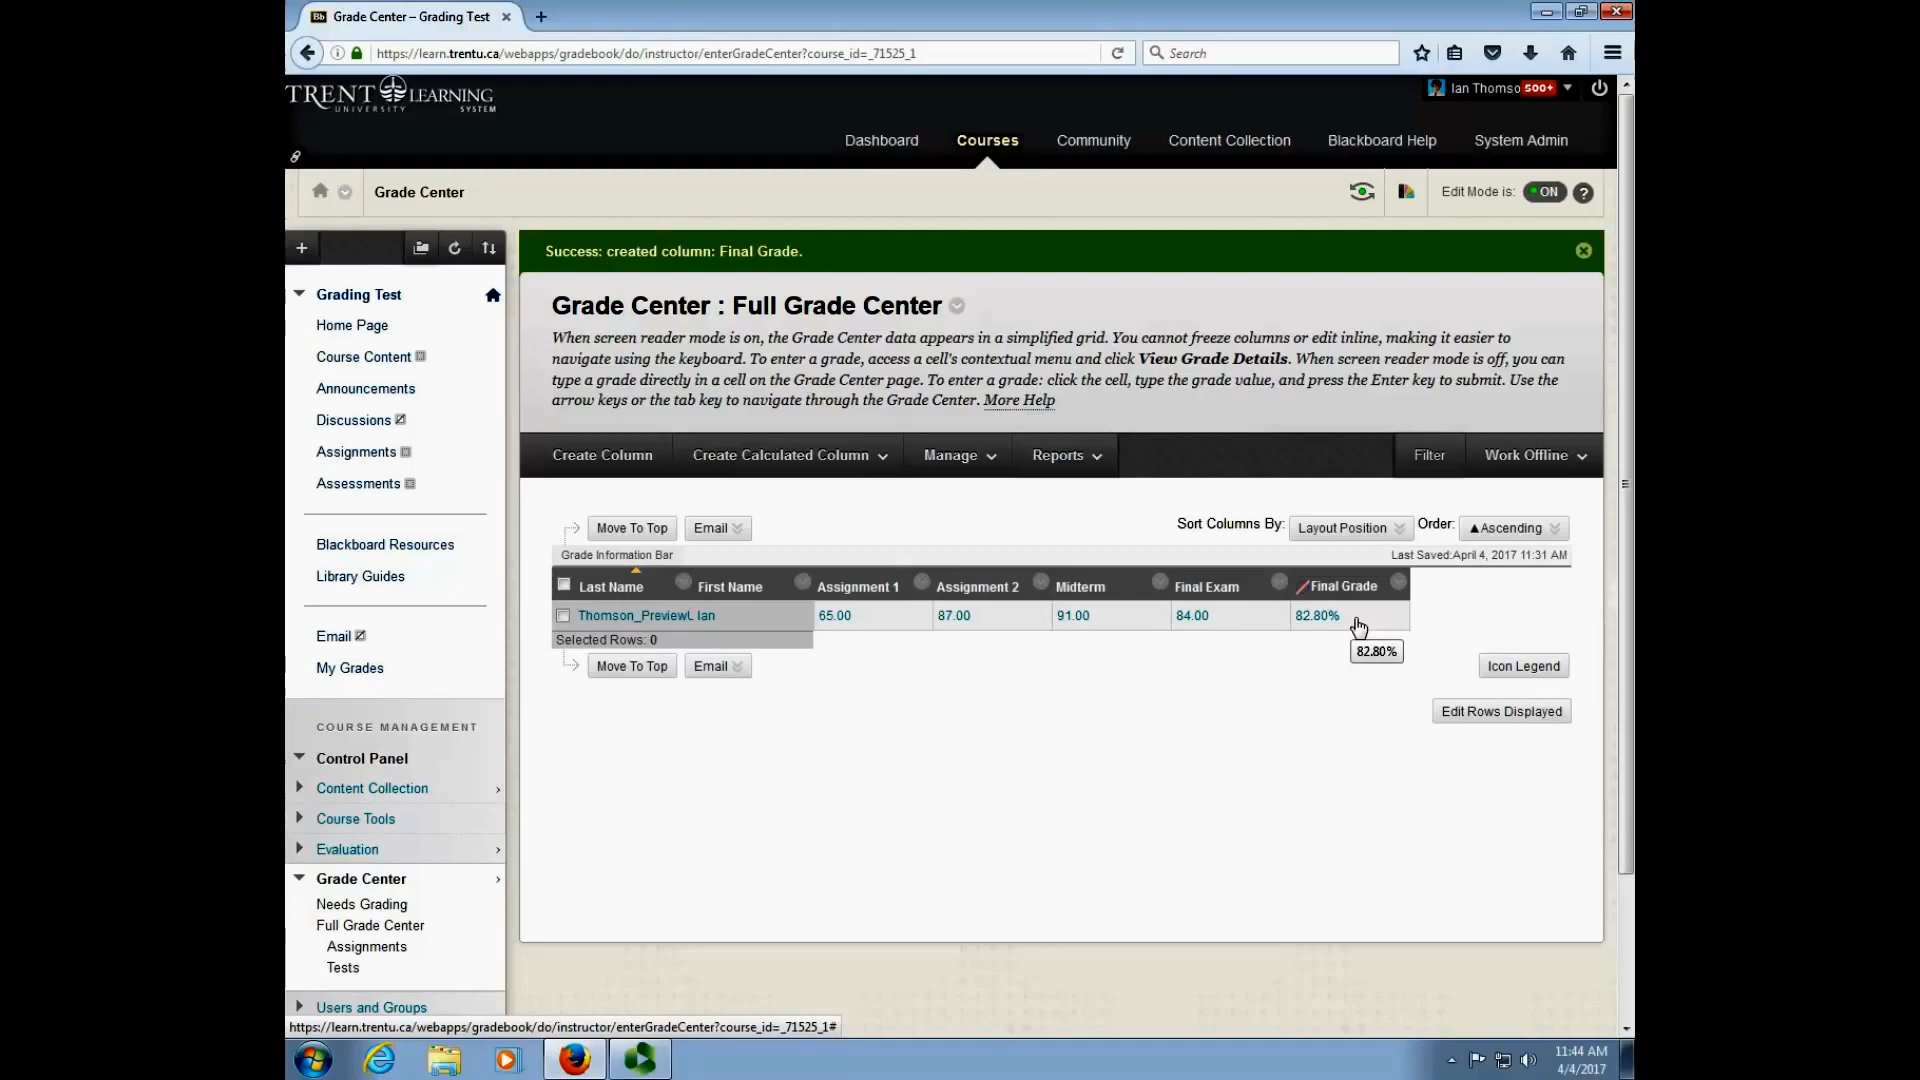 Grade Center – Grading Test
https://learn.trentu.ca/webapps/gradebook/do/instructor/enterGradeCenter?course_id=_71525_1
Search
TRENT LEARNING
UNIVERSITY SYSTEM
Ian Thomso 500+
Dashboard Courses Community Content Collection Blackboard Help System Admin
Grade Center
Edit Mode is: ON ?
Success: created column: Final Grade.
Grading Test
Home Page
Course Content
Announcements
Discussions
Assignments
Assessments
Blackboard Resources
Library Guides
Email
My Grades
COURSE MANAGEMENT
Control Panel
Content Collection
Course Tools
Evaluation
Grade Center
Needs Grading
Full Grade Center
Assignments
Tests
Users and Groups
Grade Center : Full Grade Center
When screen reader mode is on, the Grade Center data appears in a simplified grid. You cannot freeze columns or edit inline, making it easier to
navigate using the keyboard. To enter a grade, access a cell's contextual menu and click View Grade Details. When screen reader mode is off, you can
type a grade directly in a cell on the Grade Center page. To enter a grade: click the cell, type the grade value, and press the Enter key to submit. Use the
arrow keys or the tab key to navigate through the Grade Center. More Help
Create Column Create Calculated Column Manage Reports Filter Work Offline
Move To Top Email Sort Columns By: Layout Position Order: Ascending
Grade Information Bar Last Saved:April 4, 2017 11:31 AM
Last Name First Name Assignment 1 Assignment 2 Midterm Final Exam Final Grade
Thomson_PreviewU Ian 65.00 87.00 91.00 84.00 82.80%
Selected Rows: 0
82.80%
Move To Top Email Icon Legend
Edit Rows Displayed
https://learn.trentu.ca/webapps/gradebook/do/instructor/enterGradeCenter?course_id=_71525_1#
11:44 AM
4/4/2017